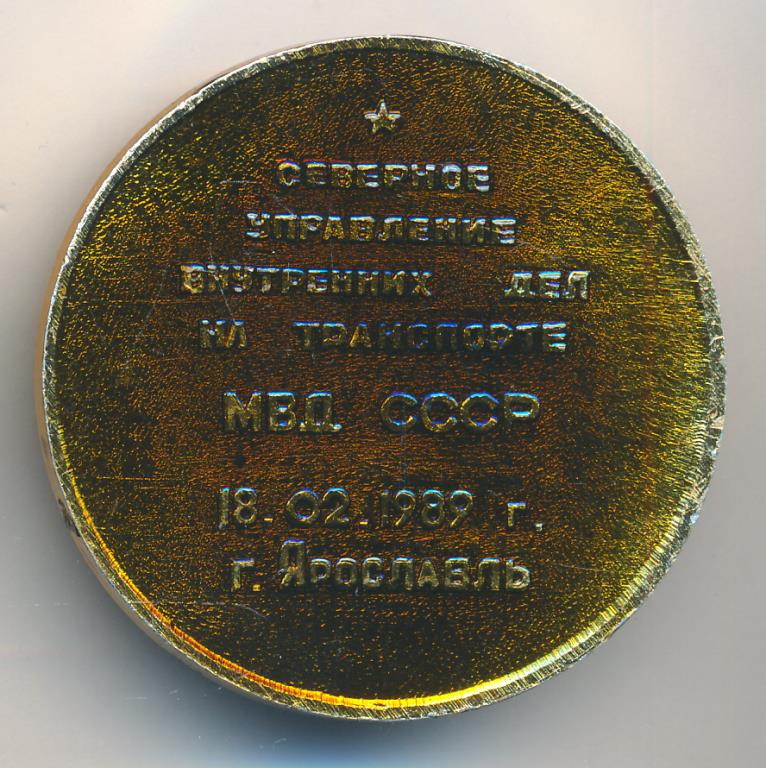 СЕВЕРНОЕ
УПРАВЛЕНИЕ
ВНУТРЕННИХ ДЕЛ
НА ТРАНСПОРТЕ
МВД СССР
18.02.1989 г.
г. ЯРОСЛАВЛЬ